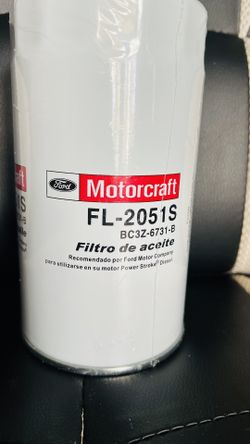 Ford
Motorcraft
FL-2051S
BC3Z-6731-B
Filtro de aceite
Recomendado por Ford Motor Company
para utilizarse en su motor Power Stroke® Diesel